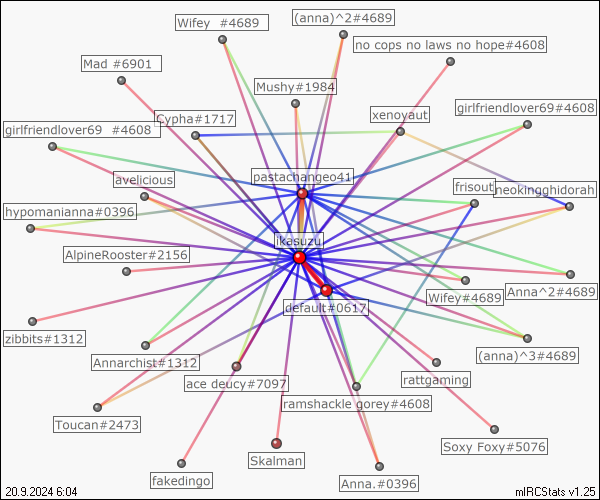 Wifey #4689
(anna)^2#4689
no cops no laws no hope#4608
Mad #6901
Mushy#1984
Cypha#1717
xenoyaut
girlfriendlover69#4608
girlfriendlover69 #4608
avelicious
pastachangeo41
frisout
neokingghidorah
hypomanianna#0396
ikasuzu
AlpineRooster#2156
Wifey#4689
Anna^2#4689
default#0617
zibbits#1312
Annarchist#1312
(anna)^3#4689
ace deucy#7097
rattgaming
ramshackle gorey#4608
Toucan#2473
Soxy Foxy#5076
Skalman
fakedingo
Anna.#0396
20.9.2024 6:04
mIRCStats v1.25